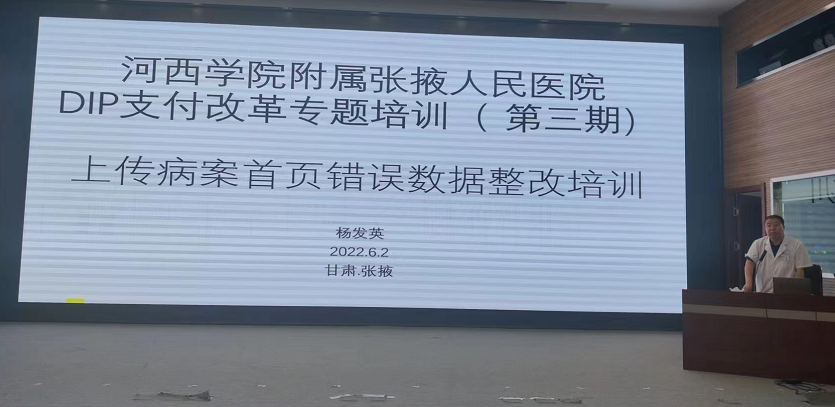 河西学院附属张掖人民医院
DIP支付改革专题培训（ 第三期）
上传病案首页错误数据整改培训
杨发英
2022.6.2
甘肃.张掖